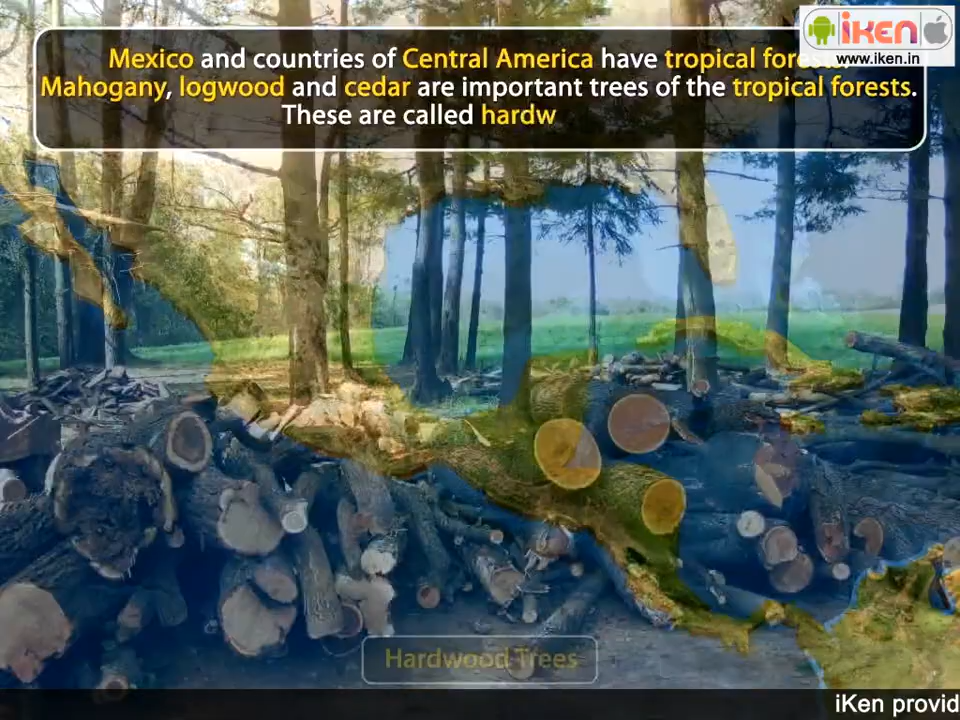 iKEN
www.iken.in
Mexico and countries of Central America have tropical forests.
Mahogany, logwood and cedar are important trees of the tropical forests.
These are called hardw
Hardwood Trees
iKen provid